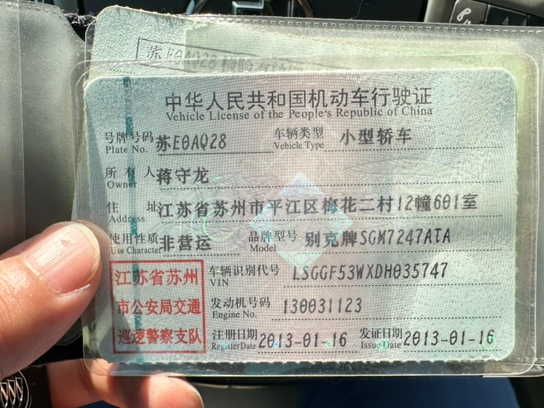 苏E0AQ28
中华人民共和国机动车行驶证
Vehicle License of the People's Republic of China
号牌号码 苏E0AQ28 车辆类型 小型轿车
Plate No. Vehicle Type
所有人 蒋守龙
Owner
住址 江苏省苏州市平江区梅花二村12幢601室
Address
使用性质 非营运 品牌型号 别克牌SGM7247ATA
Use Character Model
江苏省苏州
市公安局交通
巡逻警察支队
车辆识别代号 LSGGF53WXDH035747
VIN
发动机号码 130031123
Engine No.
注册日期 2013-01-16 发证日期 2013-01-16
Register Date Issue Date